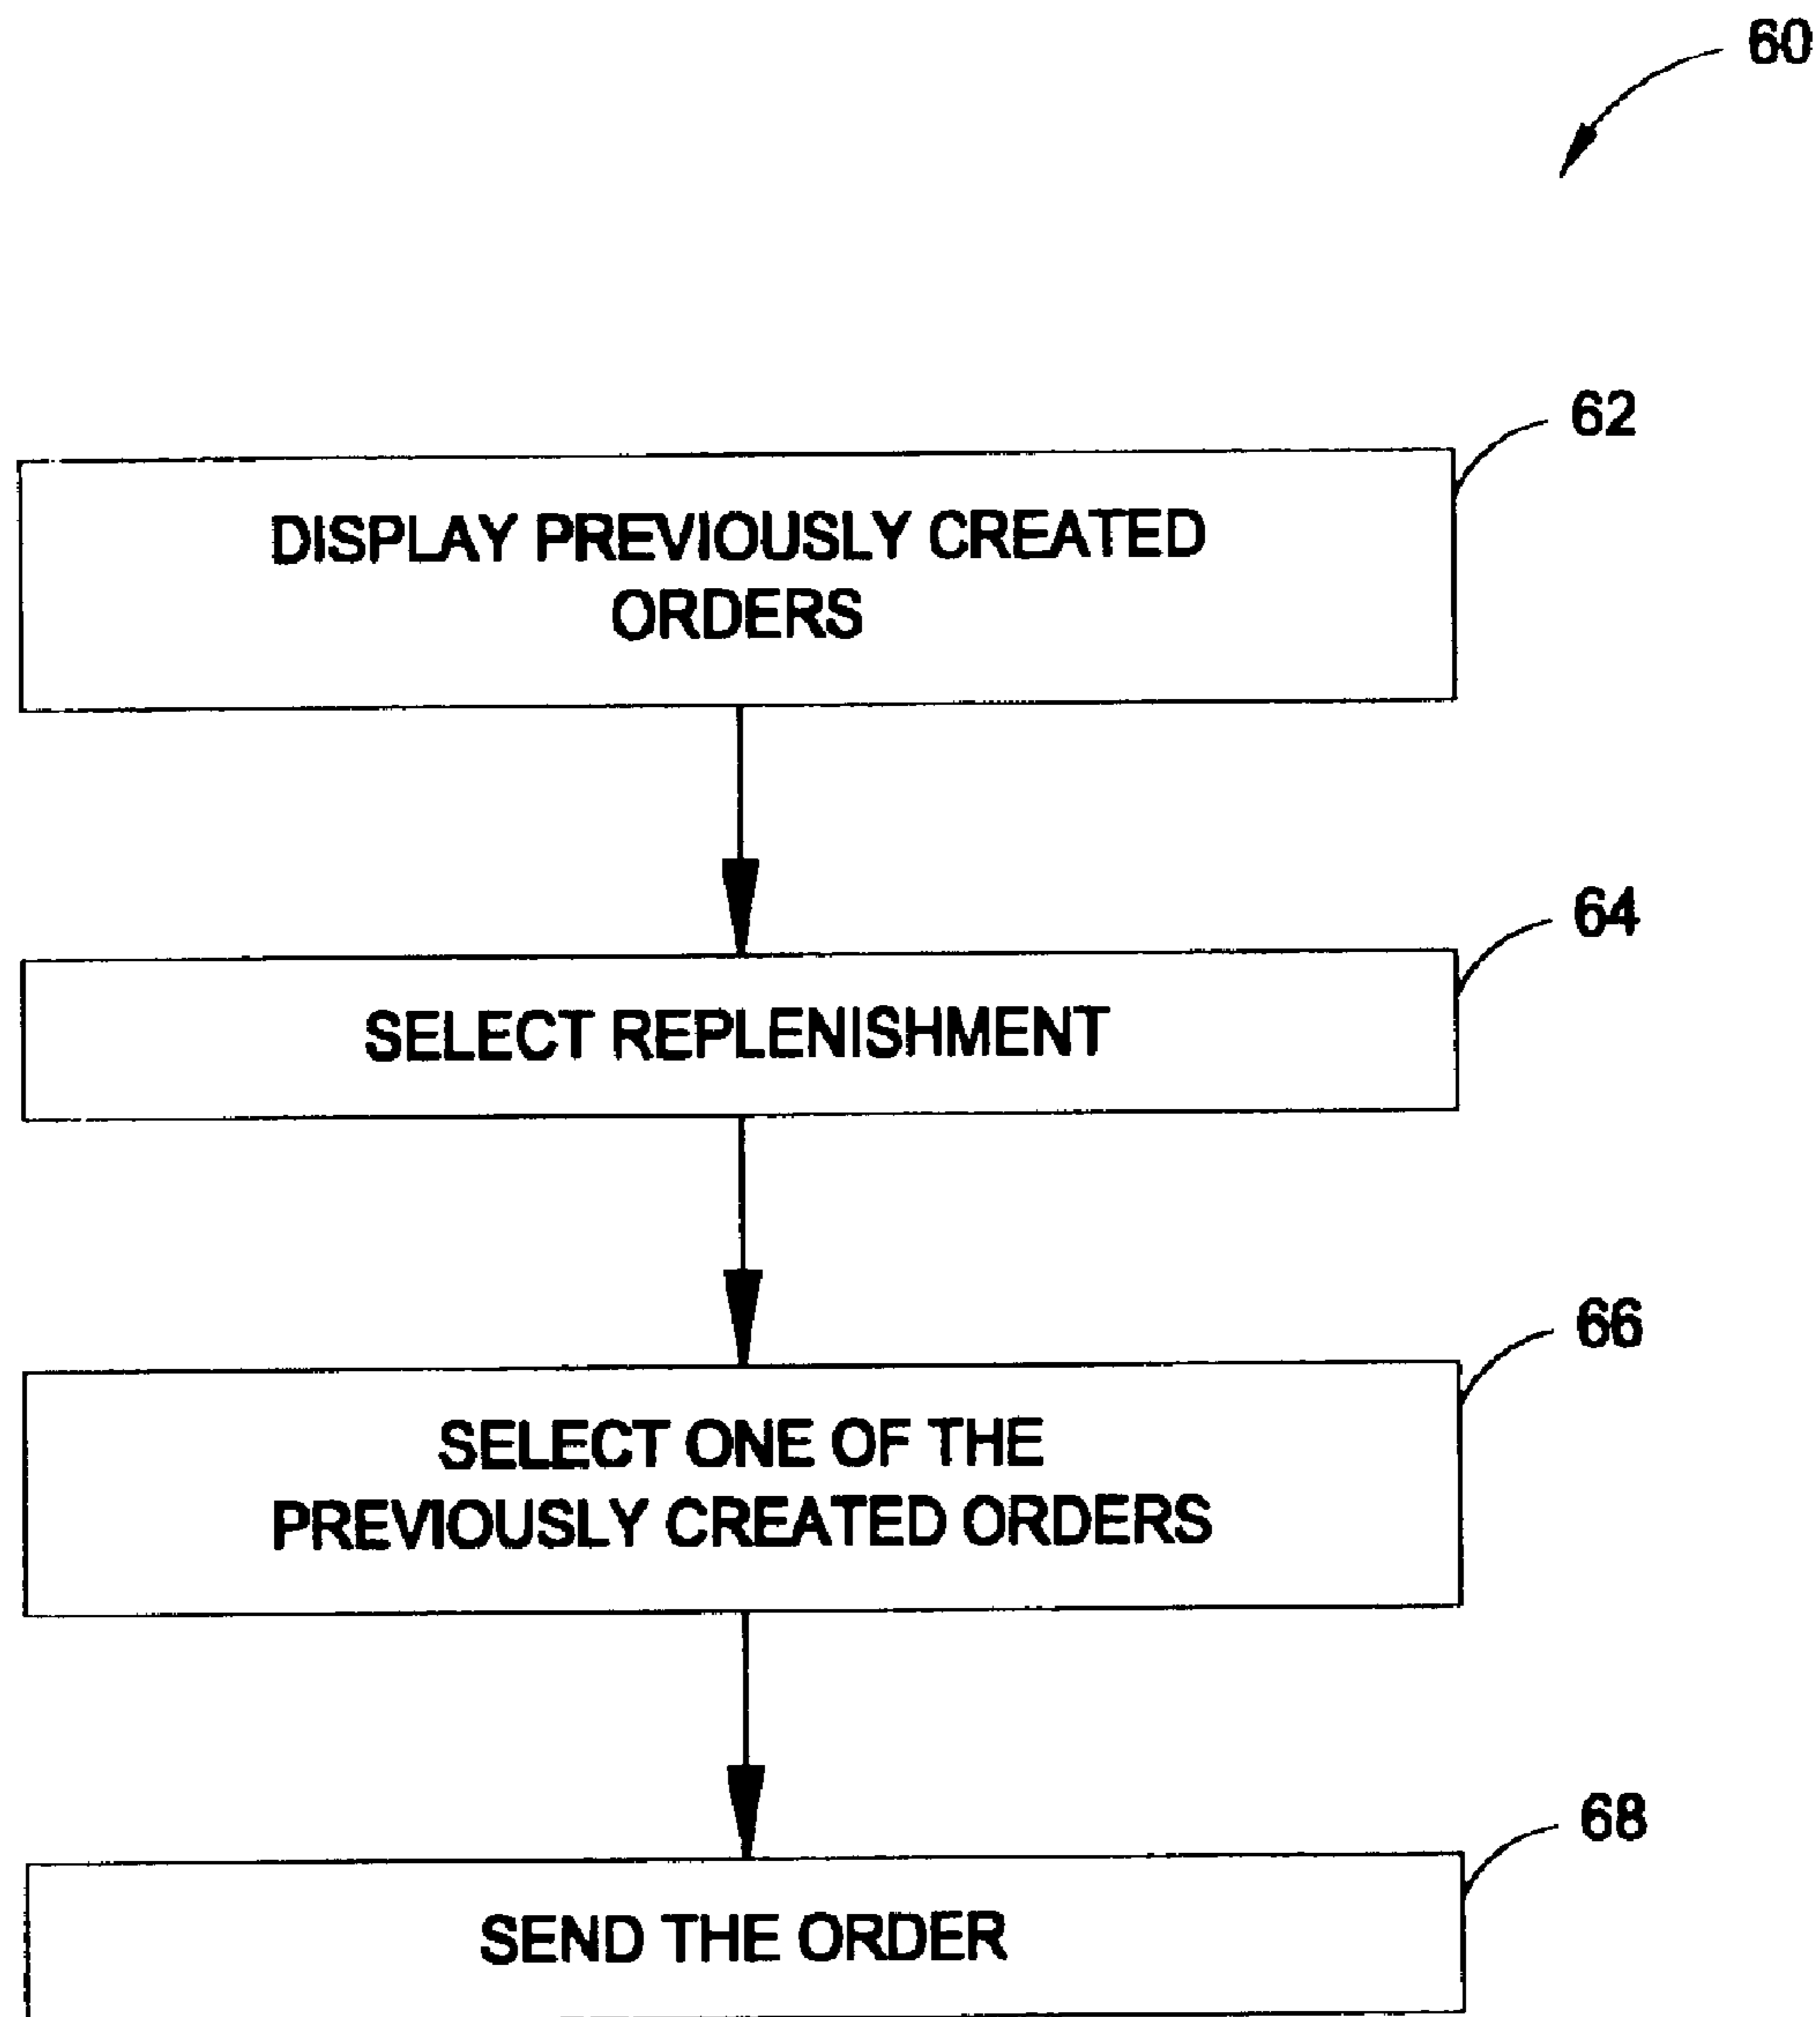 60
62
DISPLAY PREVIOUSLY CREATED
ORDERS
64
SELECT REPLENISHMENT
66
SELECT ONE OF THE
PREVIOUSLY CREATED ORDERS
68
SEND THE ORDER